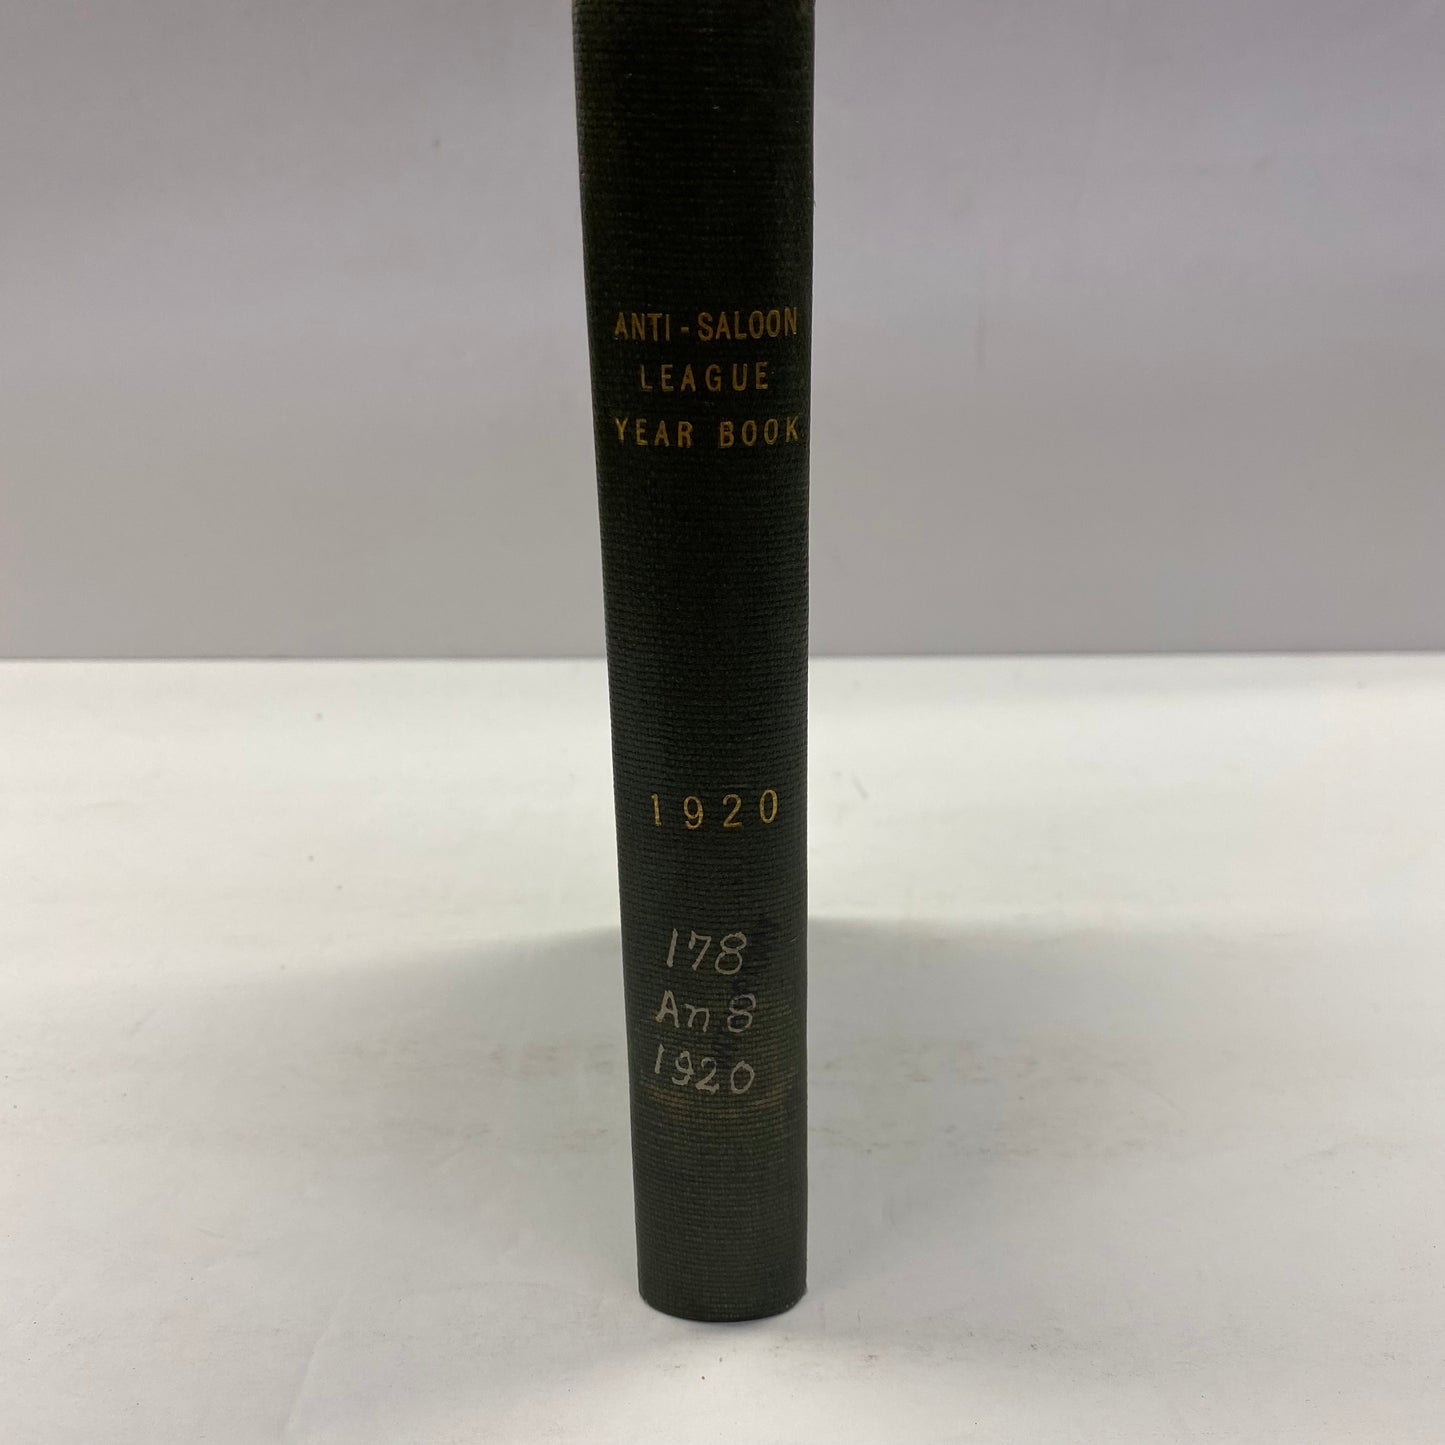 ANTI-SALOON
LEAGUE
YEAR BOOK
1920
178
An 8
1920